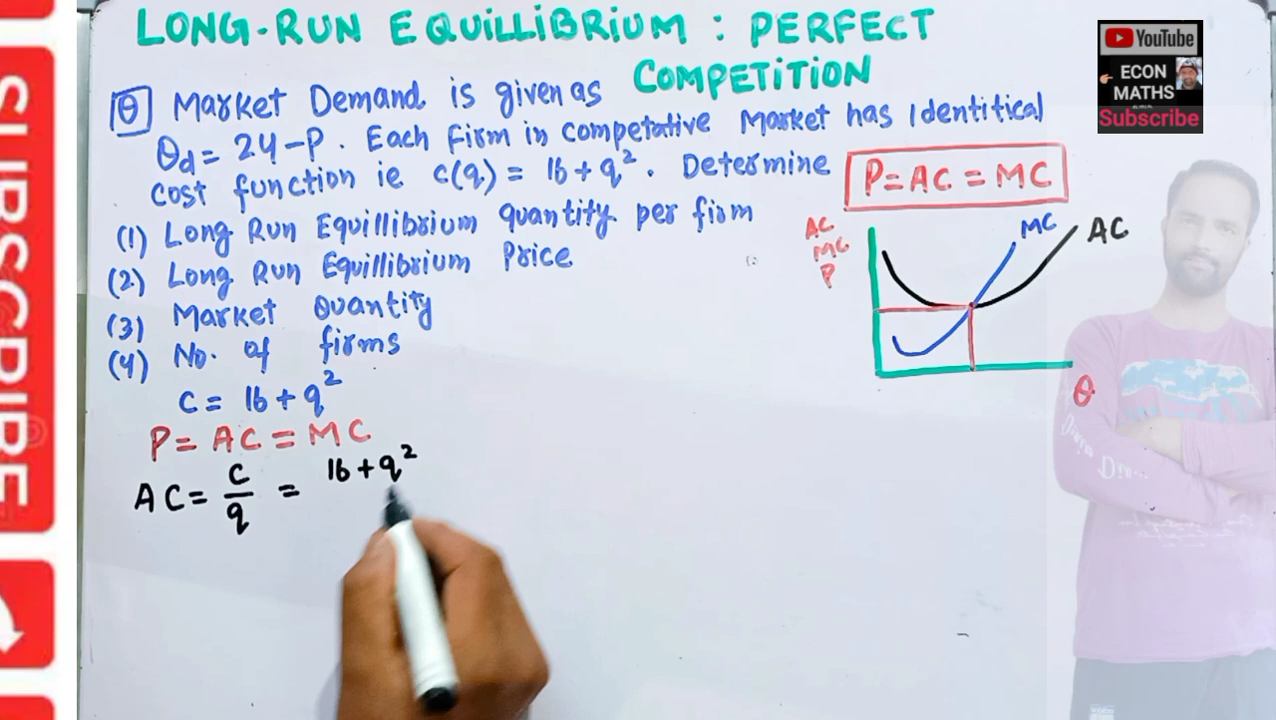 LONG-RUN EQUILLIBRIUM : PERFECT
COMPETITION
YouTube
ECON
MATHS
Subscribe
SUBSCRIBE
Q Market Demand is given as
Qd = 24-P. Each Firm in competative Market has Identitical
cost function ie c(q) = 16+q². Determine
(1) Long Run Equillibrium quantity per firm
(2) Long Run Equillibrium Price
(3) Market Quantity
(4) No. of firms
P=AC=MC
AC
MC
P
MC
AC
Q
C = 16+q²
P= AC = MC
AC= C/q = 16+q²